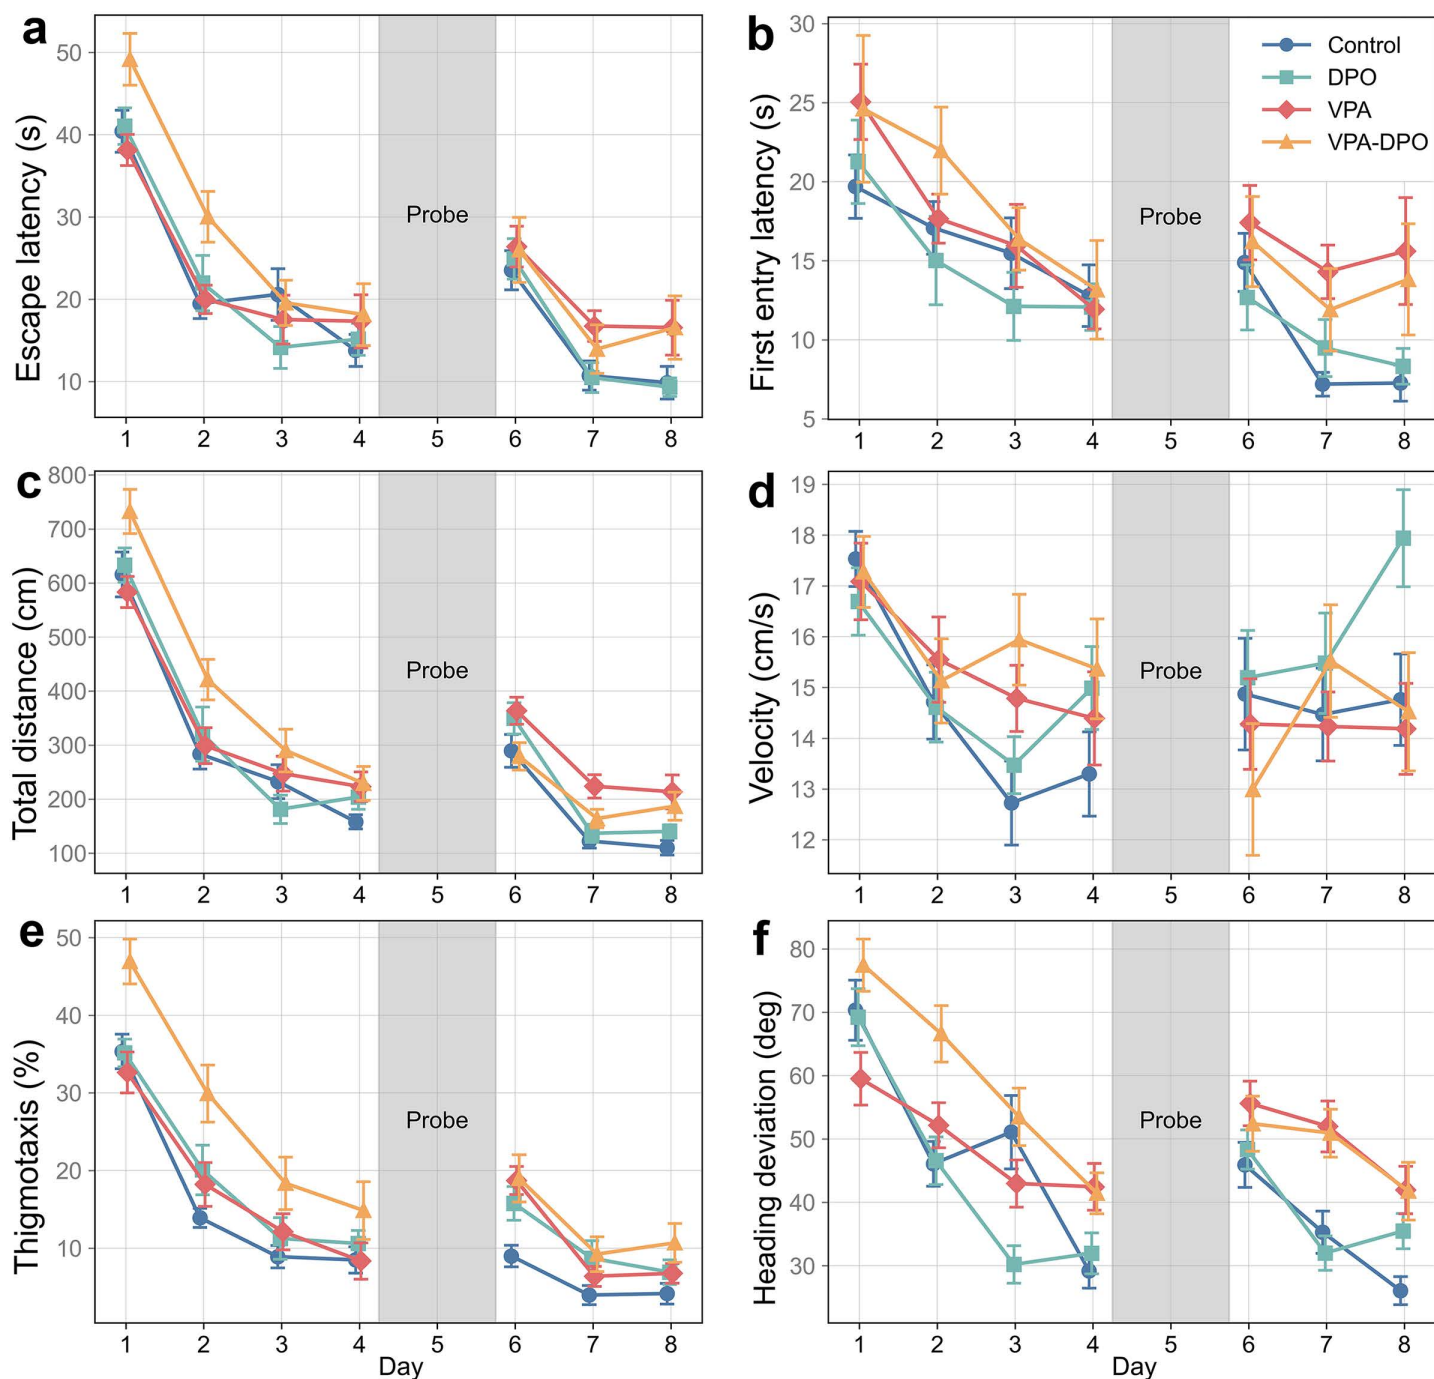 a
Escape latency (s)
50
40
30
20
10
Probe
1 2 3 4 5 6 7 8
b
First entry latency (s)
30
25
20
15
10
5
Probe
Control
DPO
VPA
VPA-DPO
1 2 3 4 5 6 7 8
c
Total distance (cm)
800
700
600
500
400
300
200
100
Probe
1 2 3 4 5 6 7 8
d
Velocity (cm/s)
19
18
17
16
15
14
13
12
Probe
1 2 3 4 5 6 7 8
e
Thigmotaxis (%)
50
40
30
20
10
Probe
1 2 3 4 5 6 7 8
Day
f
Heading deviation (deg)
80
70
60
50
40
30
Probe
1 2 3 4 5 6 7 8
Day